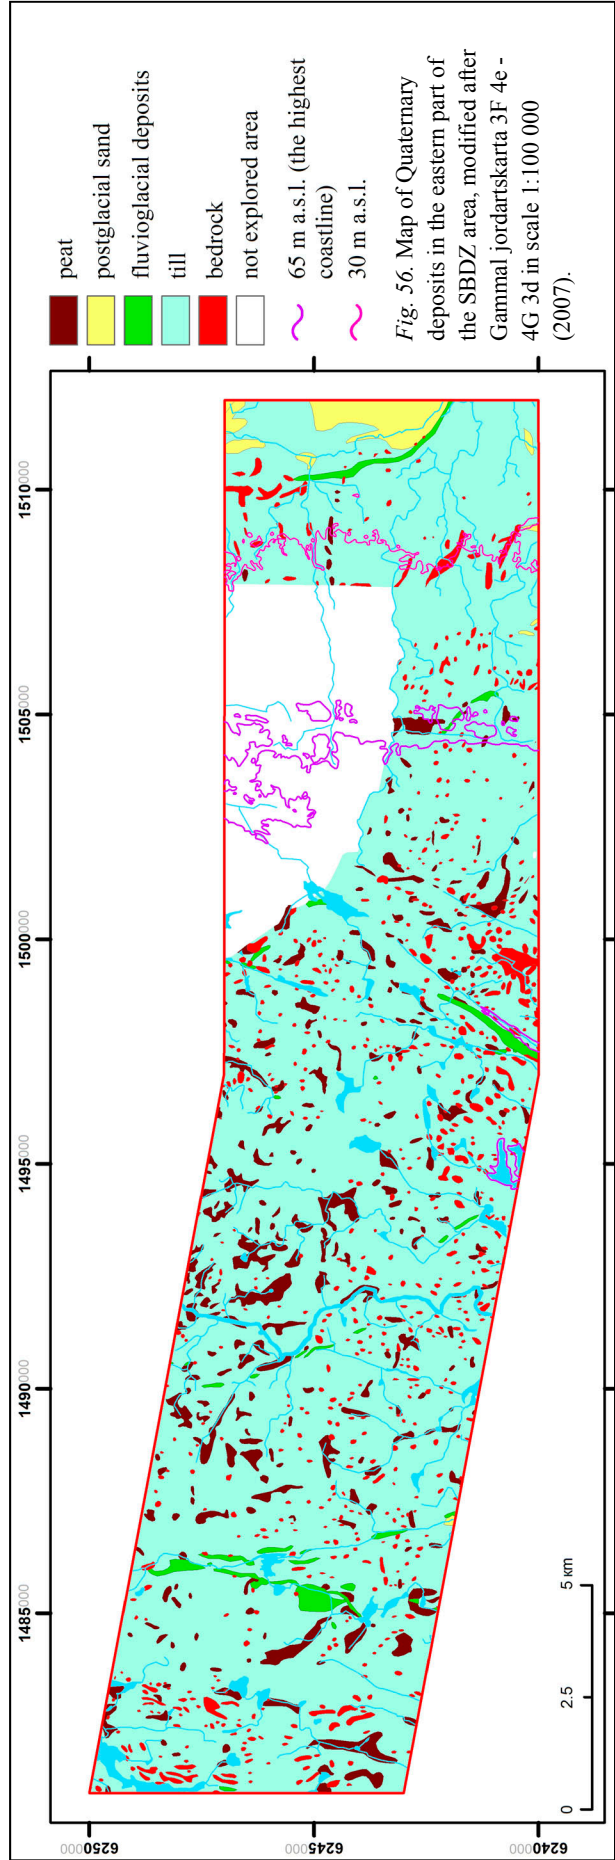 peat
postglacial sand
fluvioglacial deposits
till
bedrock
not explored area
65 m a.s.l. (the highest
coastline)
30 m a.s.l.
Fig. 56. Map of Quaternary
deposits in the eastern part of
the SBDZ area, modified after
Gammal jordartskarta 3F 4e -
4G 3d in scale 1:100 000
(2007).
1485000
1490000
1495000
1500000
1505000
1510000
6250000
6245000
6240000
0 2.5 5 км